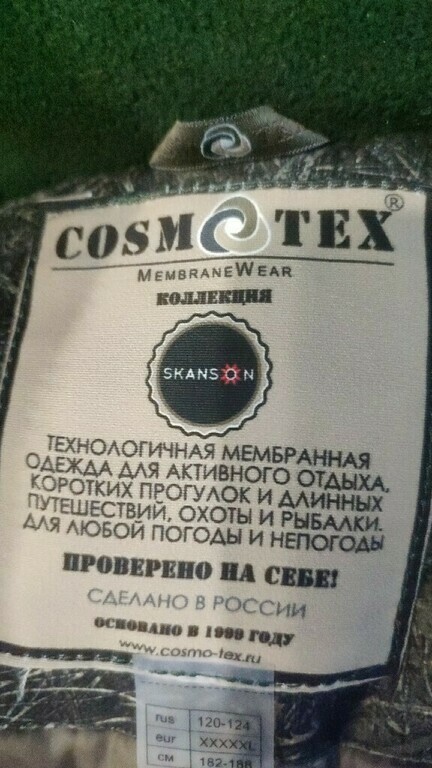 COSMOTEX®
MEMBRANEWEAR
КОЛЛЕКЦИЯ
SKANSON
ТЕХНОЛОГИЧНАЯ МЕМБРАННАЯ
ОДЕЖДА ДЛЯ АКТИВНОГО ОТДЫХА,
КОРОТКИХ ПРОГУЛОК И ДЛИННЫХ
ПУТЕШЕСТВИЙ, ОХОТЫ И РЫБАЛКИ.
ДЛЯ ЛЮБОЙ ПОГОДЫ И НЕПОГОДЫ
ПРОВЕРЕНО НА СЕБЕ!
СДЕЛАНО В РОССИИ
ОСНОВАНО В 1999 ГОДУ
www.cosmo-tex.ru
rus 120-124
eur XXXXXL
см 182-188